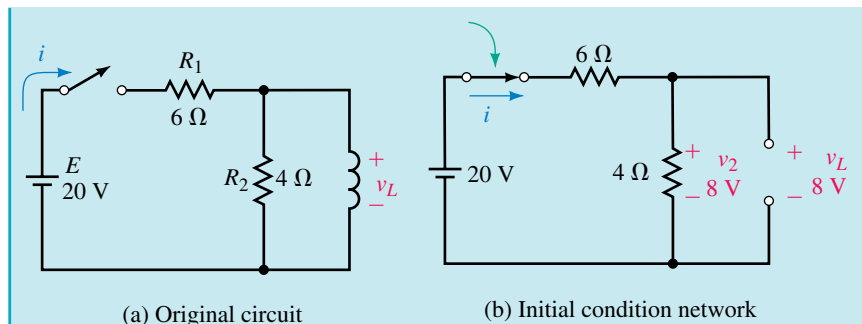 i
R1
6 Ω
E
20 V
R2
4 Ω
+
vL
−
(a) Original circuit
6 Ω
i
20 V
4 Ω
+
v2
8 V
−
+
vL
8 V
−
(b) Initial condition network